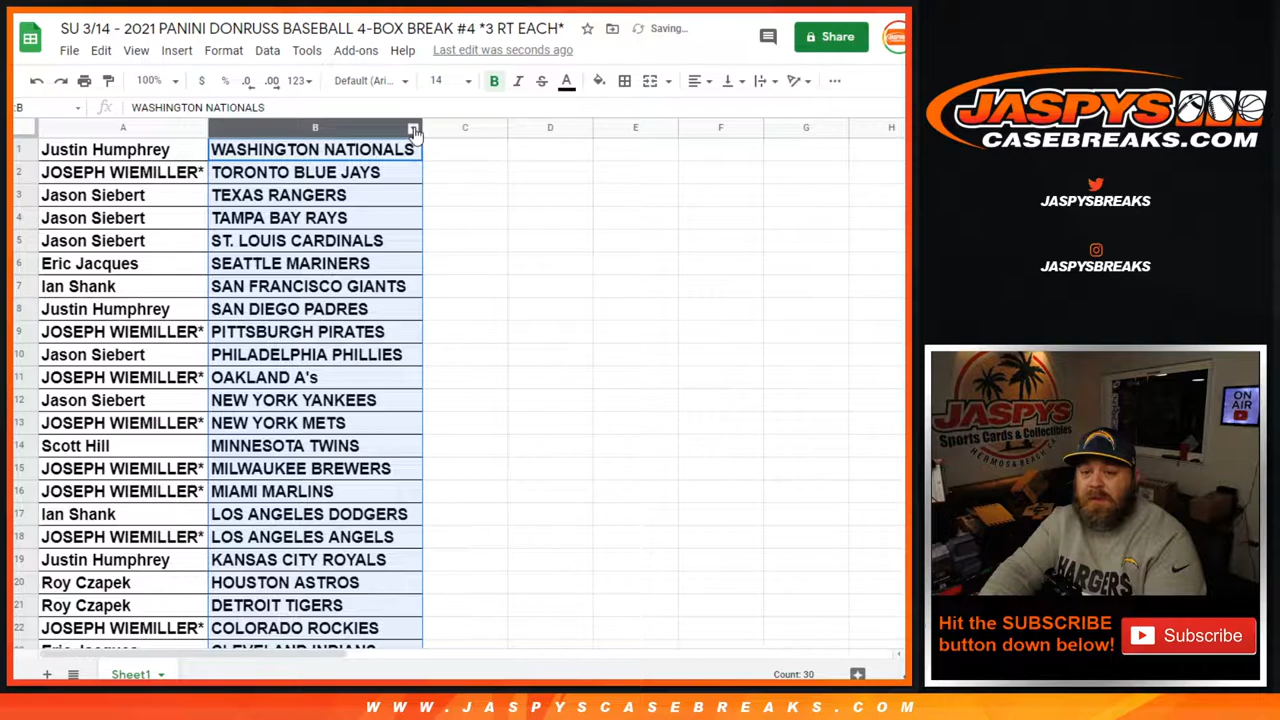 SU 3/14 - 2021 PANINI DONRUSS BASEBALL 4-BOX BREAK #4 *3 RT EACH*
Saving...
File Edit View Insert Format Data Tools Add-ons Help Last edit was seconds ago
Share
100% $ % .0 .00 123 Default (Ari... 14 B I S A
:B fx WASHINGTON NATIONALS
A B C D E F G H
1 Justin Humphrey WASHINGTON NATIONALS
2 JOSEPH WIEMILLER* TORONTO BLUE JAYS
3 Jason Siebert TEXAS RANGERS
4 Jason Siebert TAMPA BAY RAYS
5 Jason Siebert ST. LOUIS CARDINALS
6 Eric Jacques SEATTLE MARINERS
7 Ian Shank SAN FRANCISCO GIANTS
8 Justin Humphrey SAN DIEGO PADRES
9 JOSEPH WIEMILLER* PITTSBURGH PIRATES
10 Jason Siebert PHILADELPHIA PHILLIES
11 JOSEPH WIEMILLER* OAKLAND A's
12 Jason Siebert NEW YORK YANKEES
13 JOSEPH WIEMILLER* NEW YORK METS
14 Scott Hill MINNESOTA TWINS
15 JOSEPH WIEMILLER* MILWAUKEE BREWERS
16 JOSEPH WIEMILLER* MIAMI MARLINS
17 Ian Shank LOS ANGELES DODGERS
18 JOSEPH WIEMILLER* LOS ANGELES ANGELS
19 Justin Humphrey KANSAS CITY ROYALS
20 Roy Czapek HOUSTON ASTROS
21 Roy Czapek DETROIT TIGERS
22 JOSEPH WIEMILLER* COLORADO ROCKIES
Eric Jacques CLEVELAND INDIANS
Sheet1
Count: 30
JASPYS
CASEBREAKS.COM
JASPYSBREAKS
JASPYSBREAKS
JASPYS
Sports Cards & Collectibles
HERMOSA BEACH
ON
AIR
CHARGERS
Hit the SUBSCRIBE
button down below!
Subscribe
WWW.JASPYSCASEBREAKS.COM